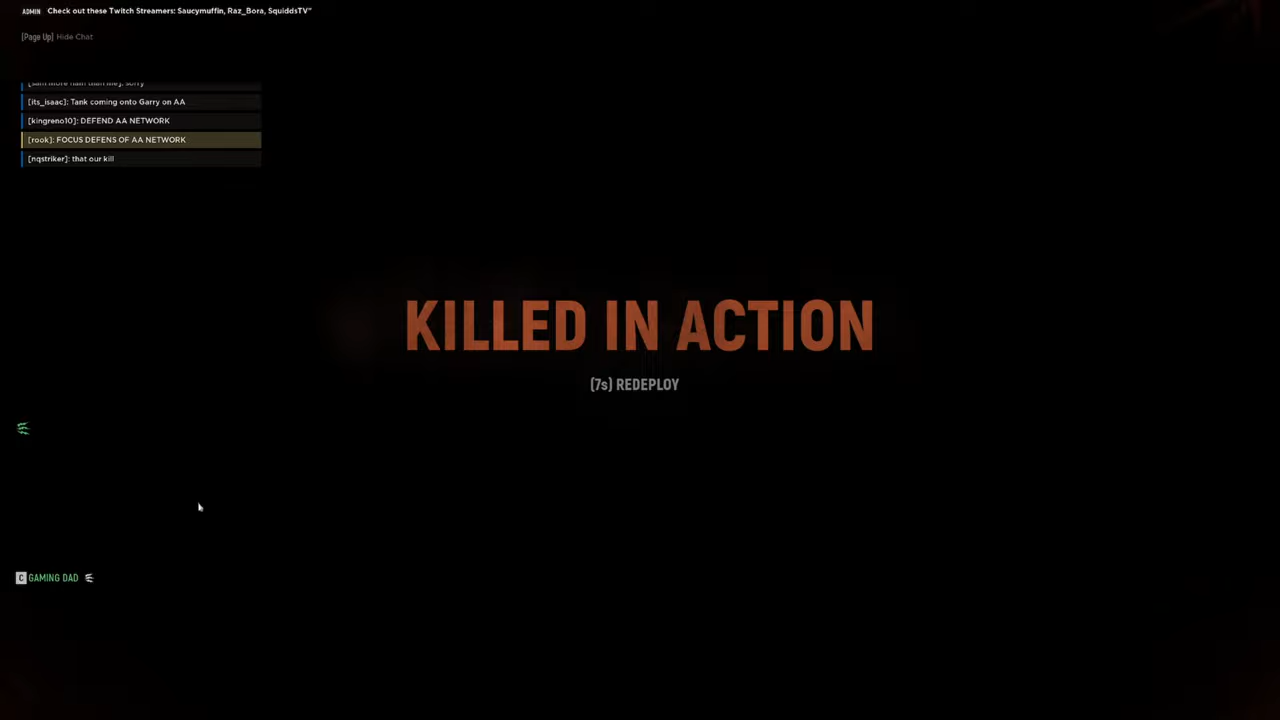 ADMIN Check out these Twitch Streamers: Saucymuffin, Raz_Bora, SquiddsTV"
[Page Up] Hide Chat
sorry
[its_isaac]: Tank coming onto Garry on AA
[kingreno10]: DEFEND AA NETWORK
[rook]: FOCUS DEFENS OF AA NETWORK
[nqstriker]: that our kill
KILLED IN ACTION
(7s) REDEPLOY
C GAMING DAD